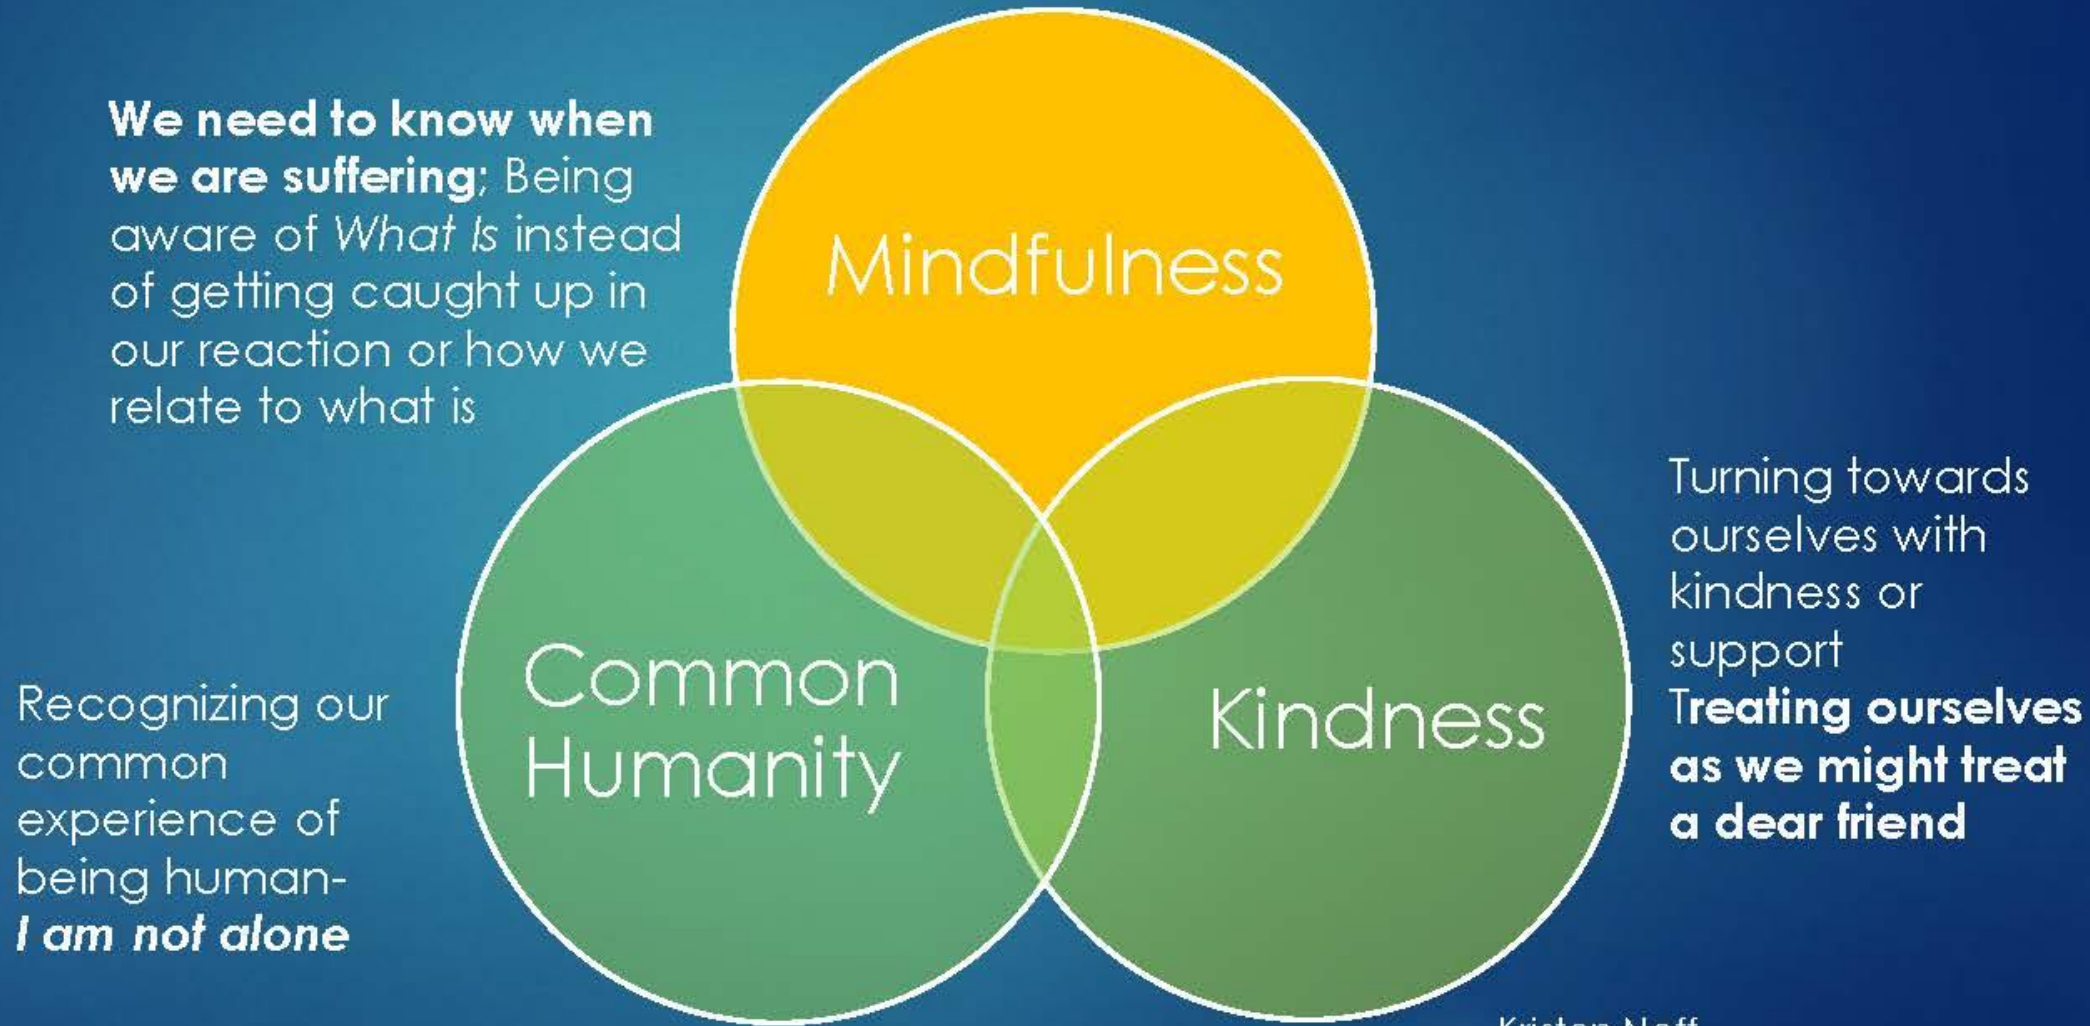 We need to know when
we are suffering; Being
aware of What Is instead
of getting caught up in
our reaction or how we
relate to what is
Mindfulness
Common
Humanity
Kindness
Recognizing our
common
experience of
being human-
I am not alone
Turning towards
ourselves with
kindness or
support
Treating ourselves
as we might treat
a dear friend
Kristen Neff